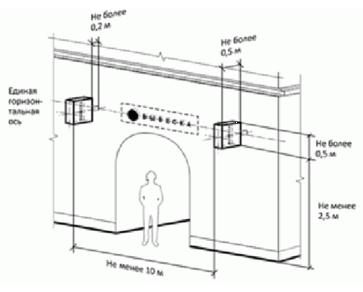 Не более
0,2 м
Не более
0,5 м
Единая
горизон-
тальная
ось
ВЫВЕСКА
Не более
0,5 м
Не менее
2,5 м
Не менее 10 м